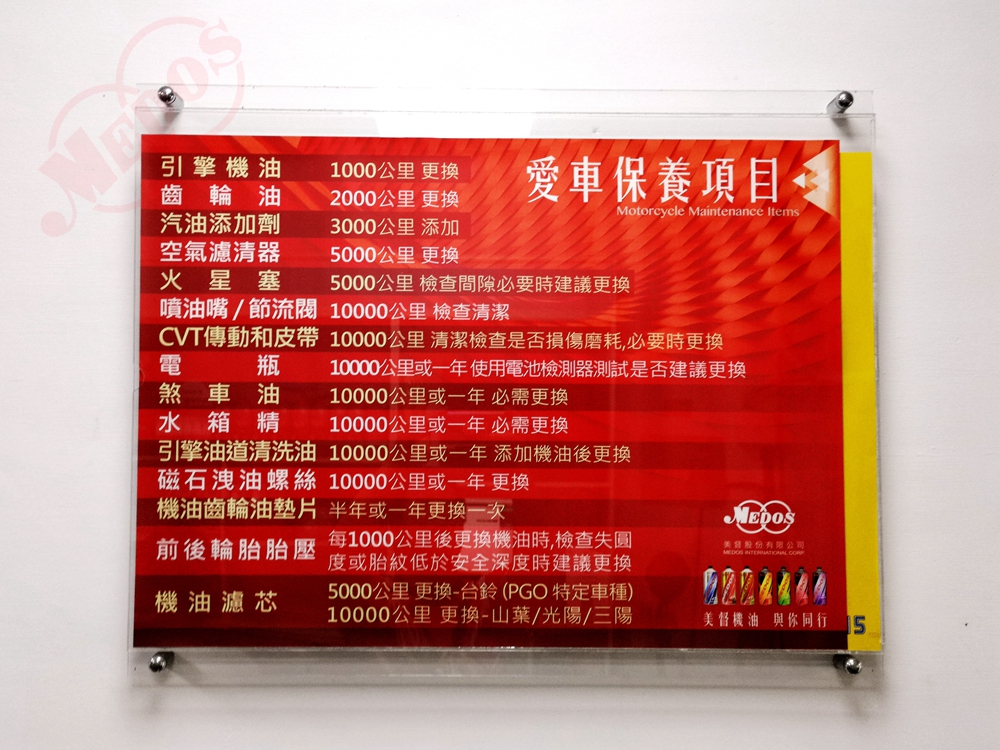 MEDOS
愛車保養項目
Motorcycle Maintenance Items
引擎機油 1000公里 更換
齒輪油 2000公里 更換
汽油添加劑 3000公里 添加
空氣濾清器 5000公里 更換
火星塞 5000公里 檢查間隙必要時建議更換
噴油嘴/節流閥 10000公里 檢查清潔
CVT傳動和皮帶 10000公里 清潔檢查是否損傷磨耗,必要時更換
電瓶 10000公里或一年 使用電池檢測器測試是否建議更換
煞車油 10000公里或一年 必需更換
水箱精 10000公里或一年 必需更換
引擎油道清洗油 10000公里或一年 添加機油後更換
磁石洩油螺絲 10000公里或一年 更換
機油齒輪油墊片 半年或一年更換一次
前後輪胎胎壓 每1000公里後更換機油時,檢查失圓
度或胎紋低於安全深度時建議更換
機油濾芯 5000公里 更換-台鈴 (PGO 特定車種)
10000公里 更換-山葉/光陽/三陽
MEDOS
美督股份有限公司
MEDOS INTERNATIONAL CORP
美督機油 與你同行
15